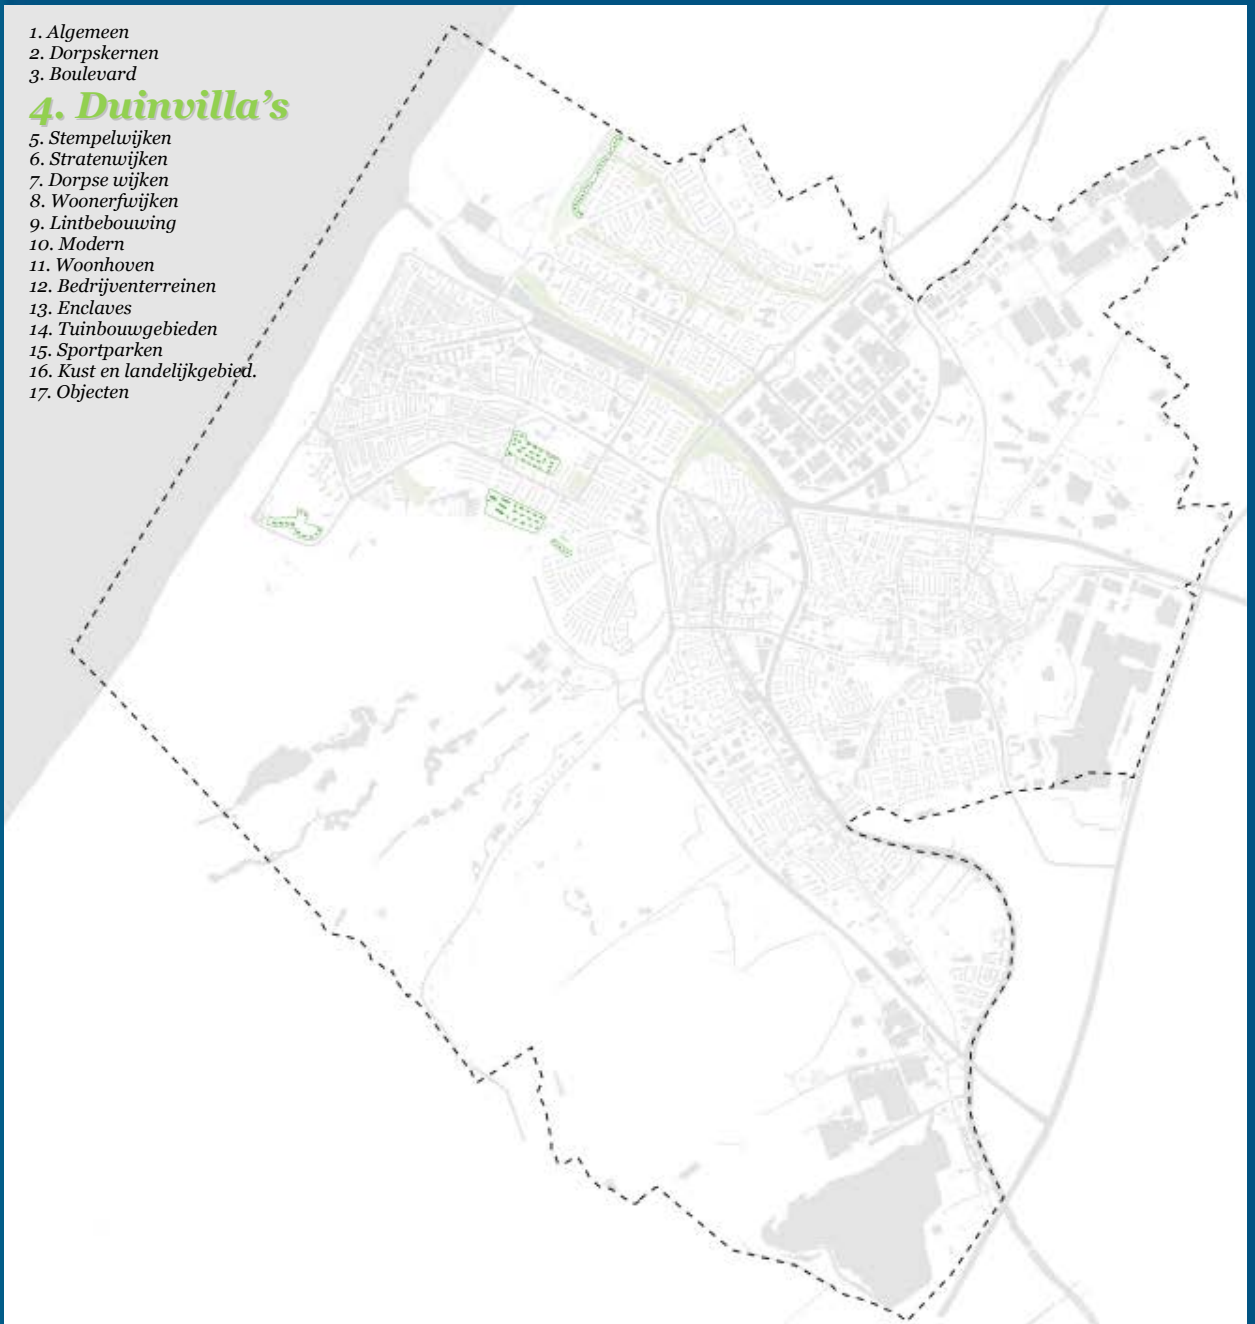 1. Algemeen
2. Dorpskernen
3. Boulevard
4. Duinvilla's
5. Stempelwijken
6. Stratenwijken
7. Dorpse wijken
8. Woonerfwijken
9. Lintbebouwing
10. Modern
11. Woonhoven
12. Bedrijventerreinen
13. Enclaves
14. Tuinbouwgebieden
15. Sportparken
16. Kust en landelijkgebied.
17. Objecten